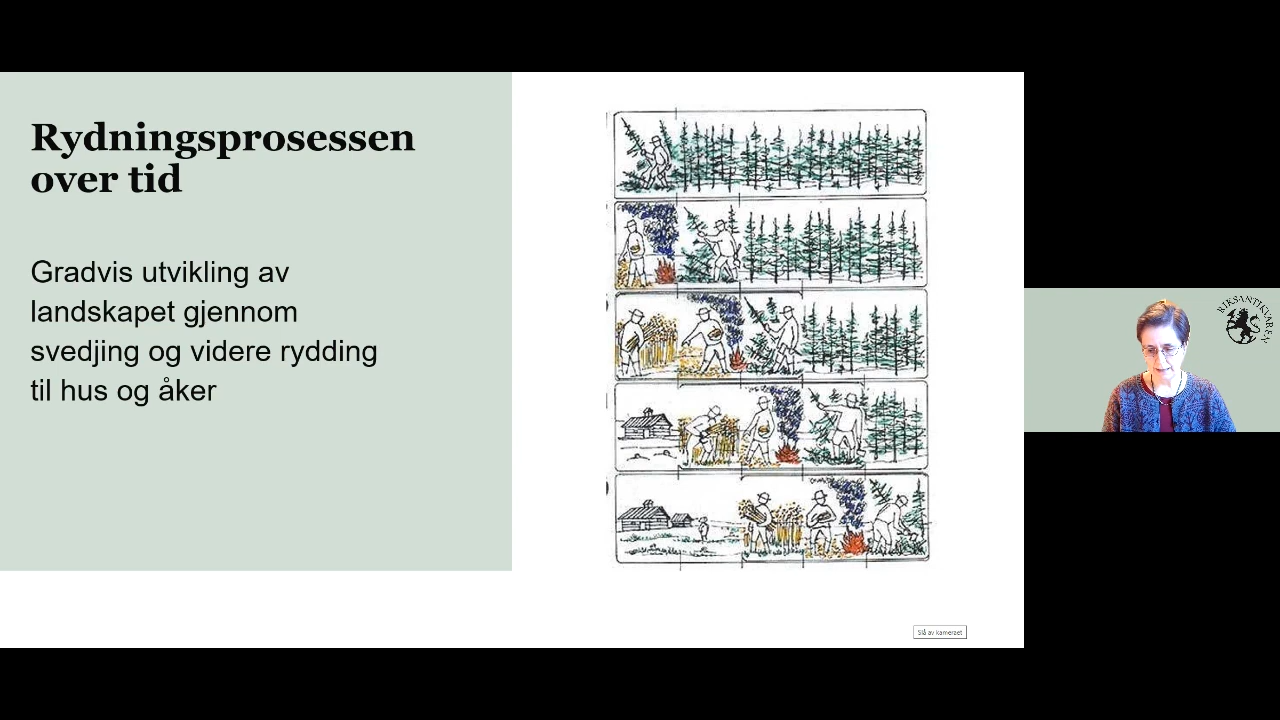 Rydningsprosessen
over tid
Gradvis utvikling av
landskapet gjennom
svedjing og videre rydding
til hus og åker
RIKSANTIKVAREN
Slå av kameraet